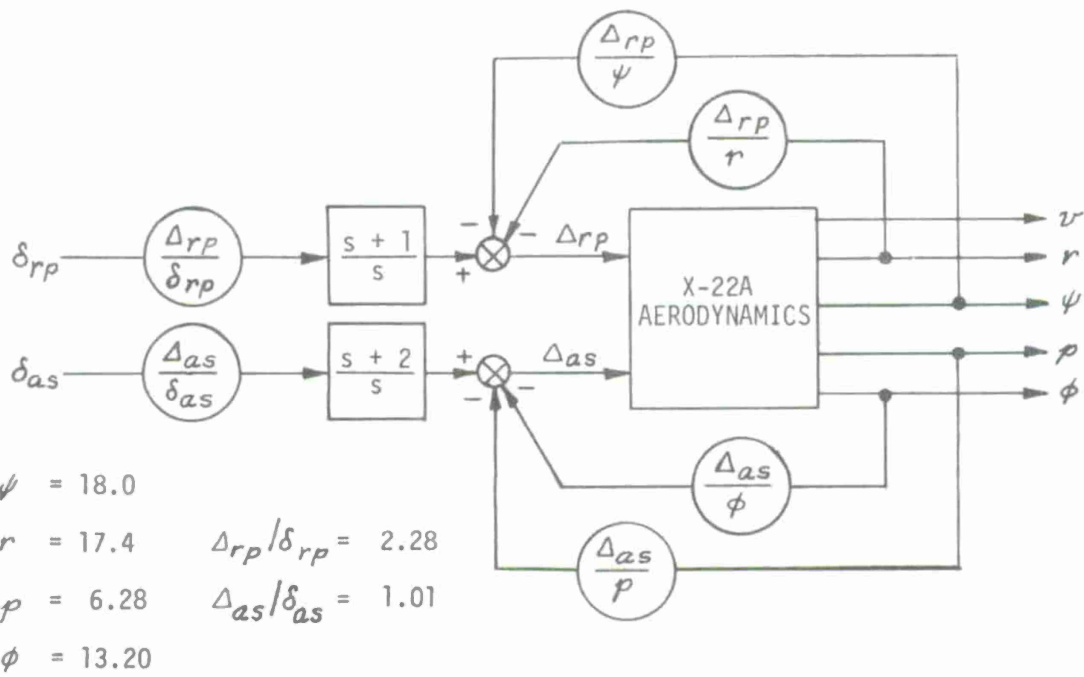 Δrp
ψ
Δrp
r
δrp
Δrp
δrp
s + 1
s
−
−
+
Δrp
X-22A
AERODYNAMICS
v
r
ψ
p
φ
δas
Δas
δas
s + 2
s
+
−
−
Δas
Δas
φ
Δas
p
ψ = 18.0
r = 17.4 Δrp/δrp = 2.28
p = 6.28 Δas/δas = 1.01
φ = 13.20